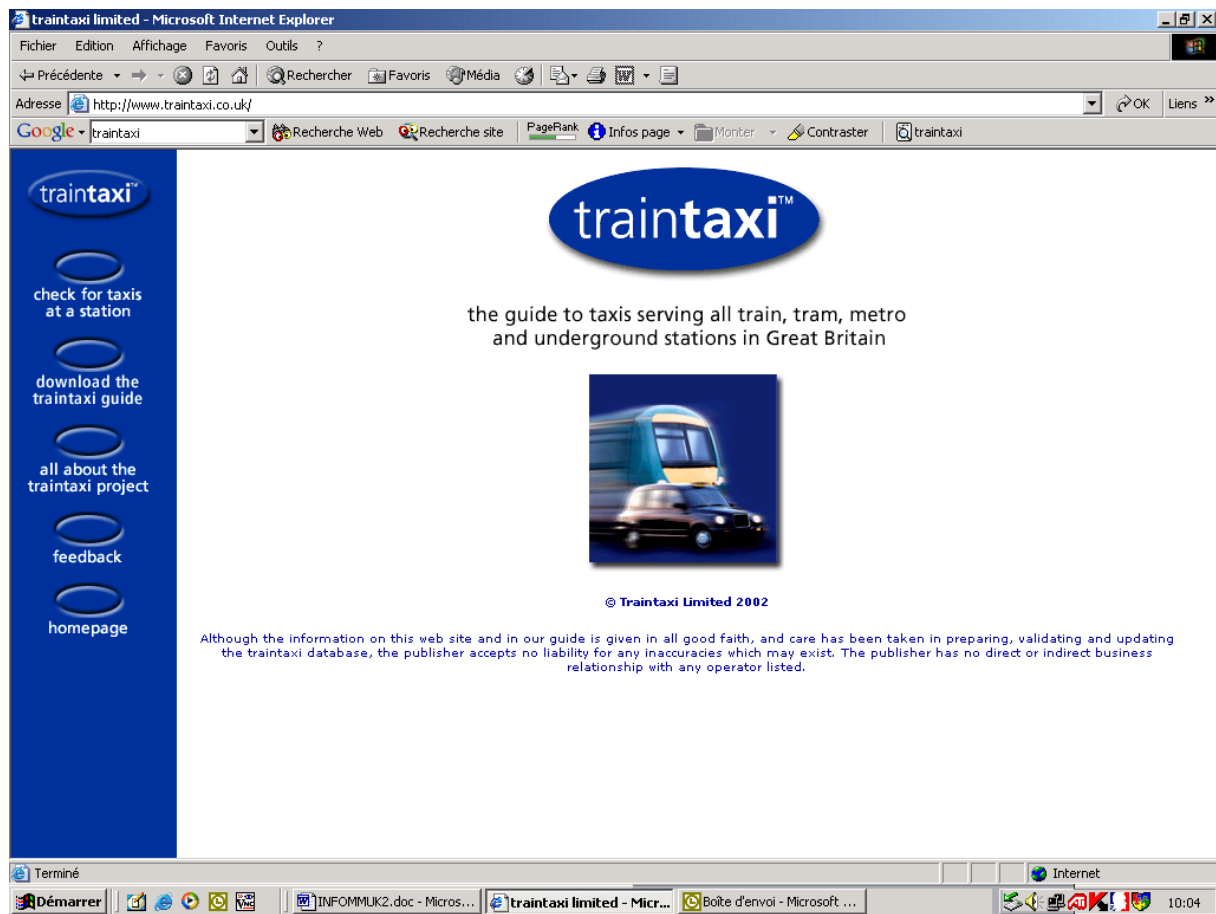 traintaxi limited - Microsoft Internet Explorer
Fichier Edition Affichage Favoris Outils ?
Précédente Rechercher Favoris Média
Adresse http://www.traintaxi.co.uk/ OK Liens »
Google traintaxi Recherche Web Recherche site PageRank Infos page Monter Contraster traintaxi
traintaxi™
check for taxis
at a station
download the
traintaxi guide
all about the
traintaxi project
feedback
homepage
traintaxi™
the guide to taxis serving all train, tram, metro
and underground stations in Great Britain
© Traintaxi Limited 2002
Although the information on this web site and in our guide is given in all good faith, and care has been taken in preparing, validating and updating
the traintaxi database, the publisher accepts no liability for any inaccuracies which may exist. The publisher has no direct or indirect business
relationship with any operator listed.
Terminé Internet
Démarrer INFOMMUK2.doc - Micros... traintaxi limited - Micr... Boîte d'envoi - Microsoft ... 10:04